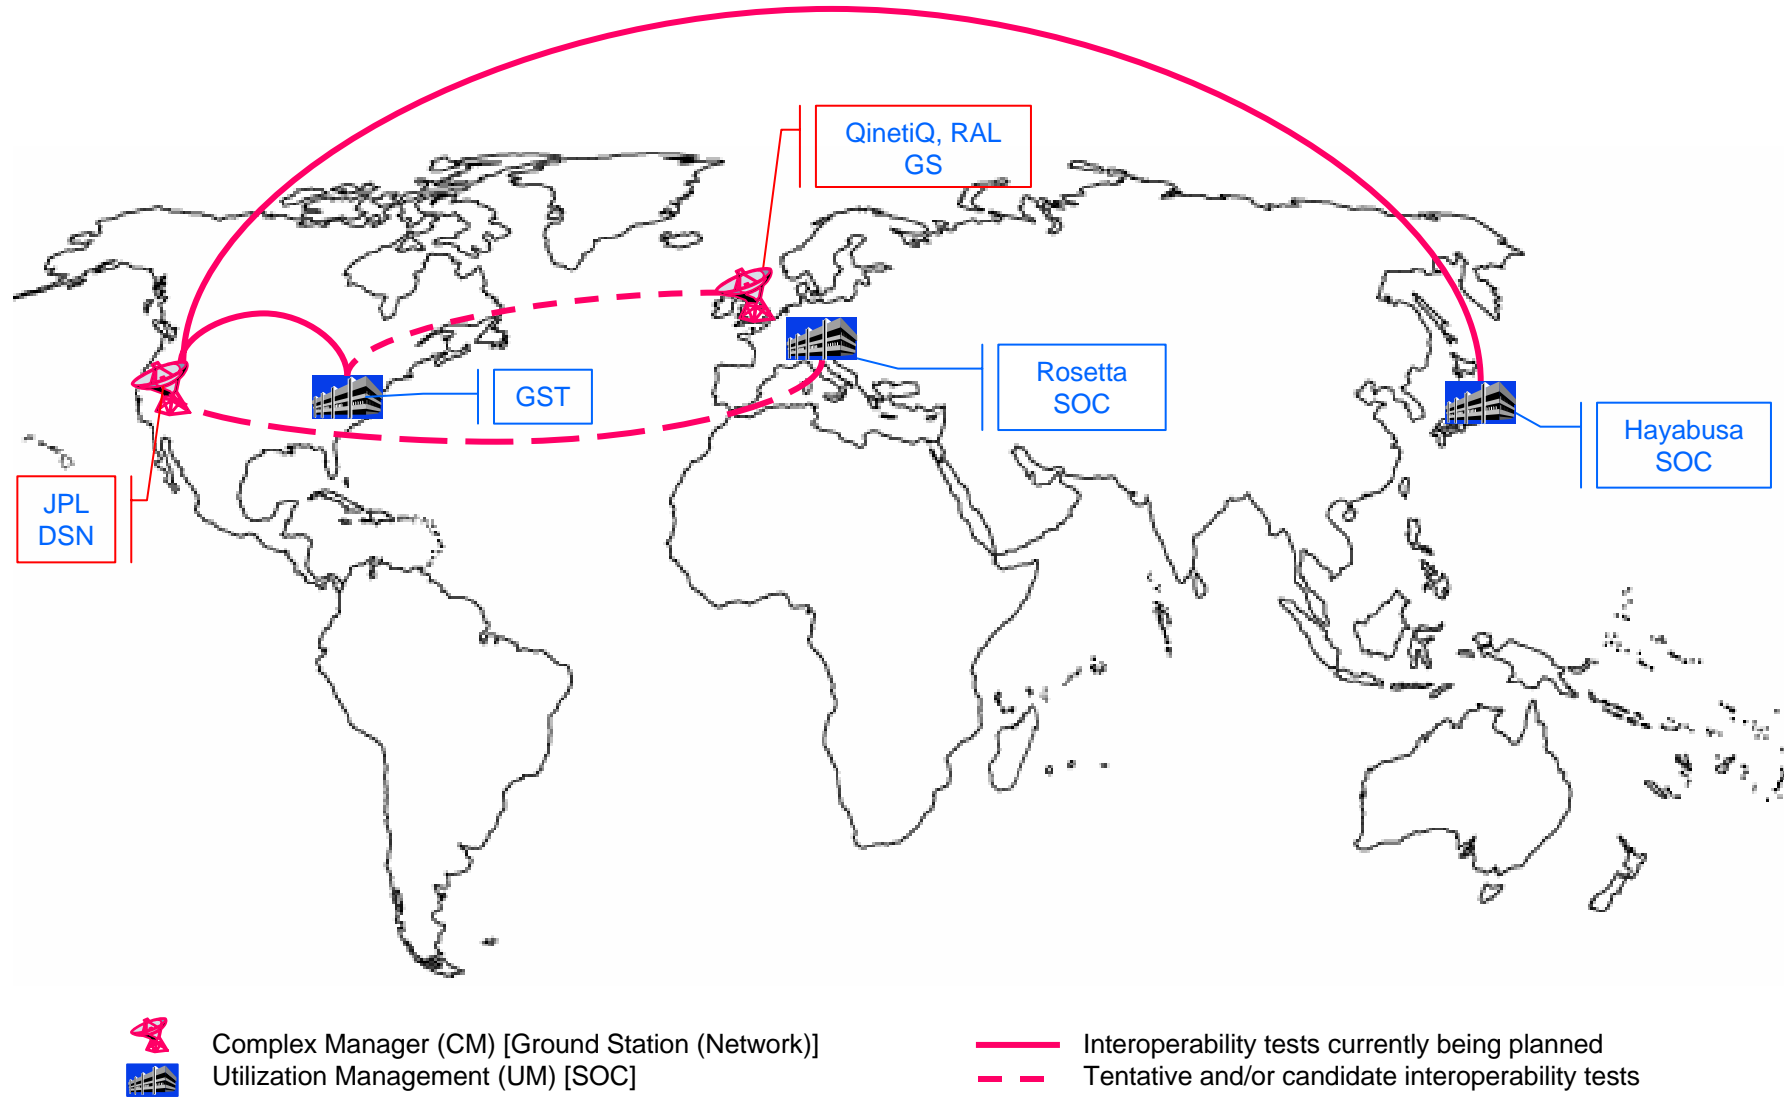 QinetiQ, RAL
GS
GST
Rosetta
SOC
Hayabusa
SOC
JPL
DSN
Complex Manager (CM) [Ground Station (Network)]
Utilization Management (UM) [SOC]
Interoperability tests currently being planned
Tentative and/or candidate interoperability tests